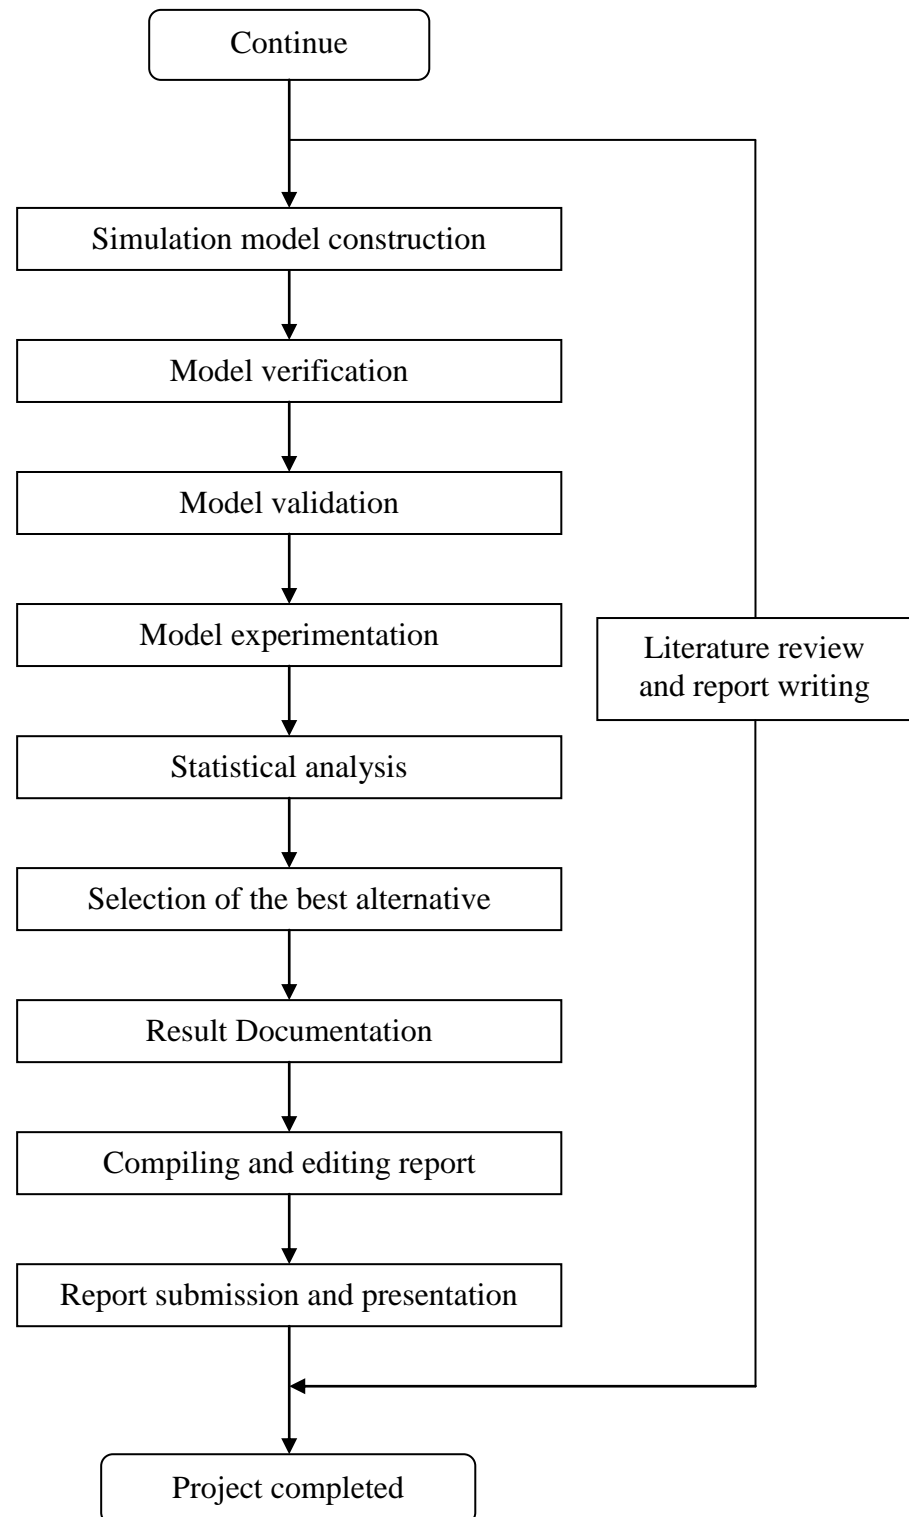 Continue
Simulation model construction
Model verification
Model validation
Model experimentation
Literature review
and report writing
Statistical analysis
Selection of the best alternative
Result Documentation
Compiling and editing report
Report submission and presentation
Project completed